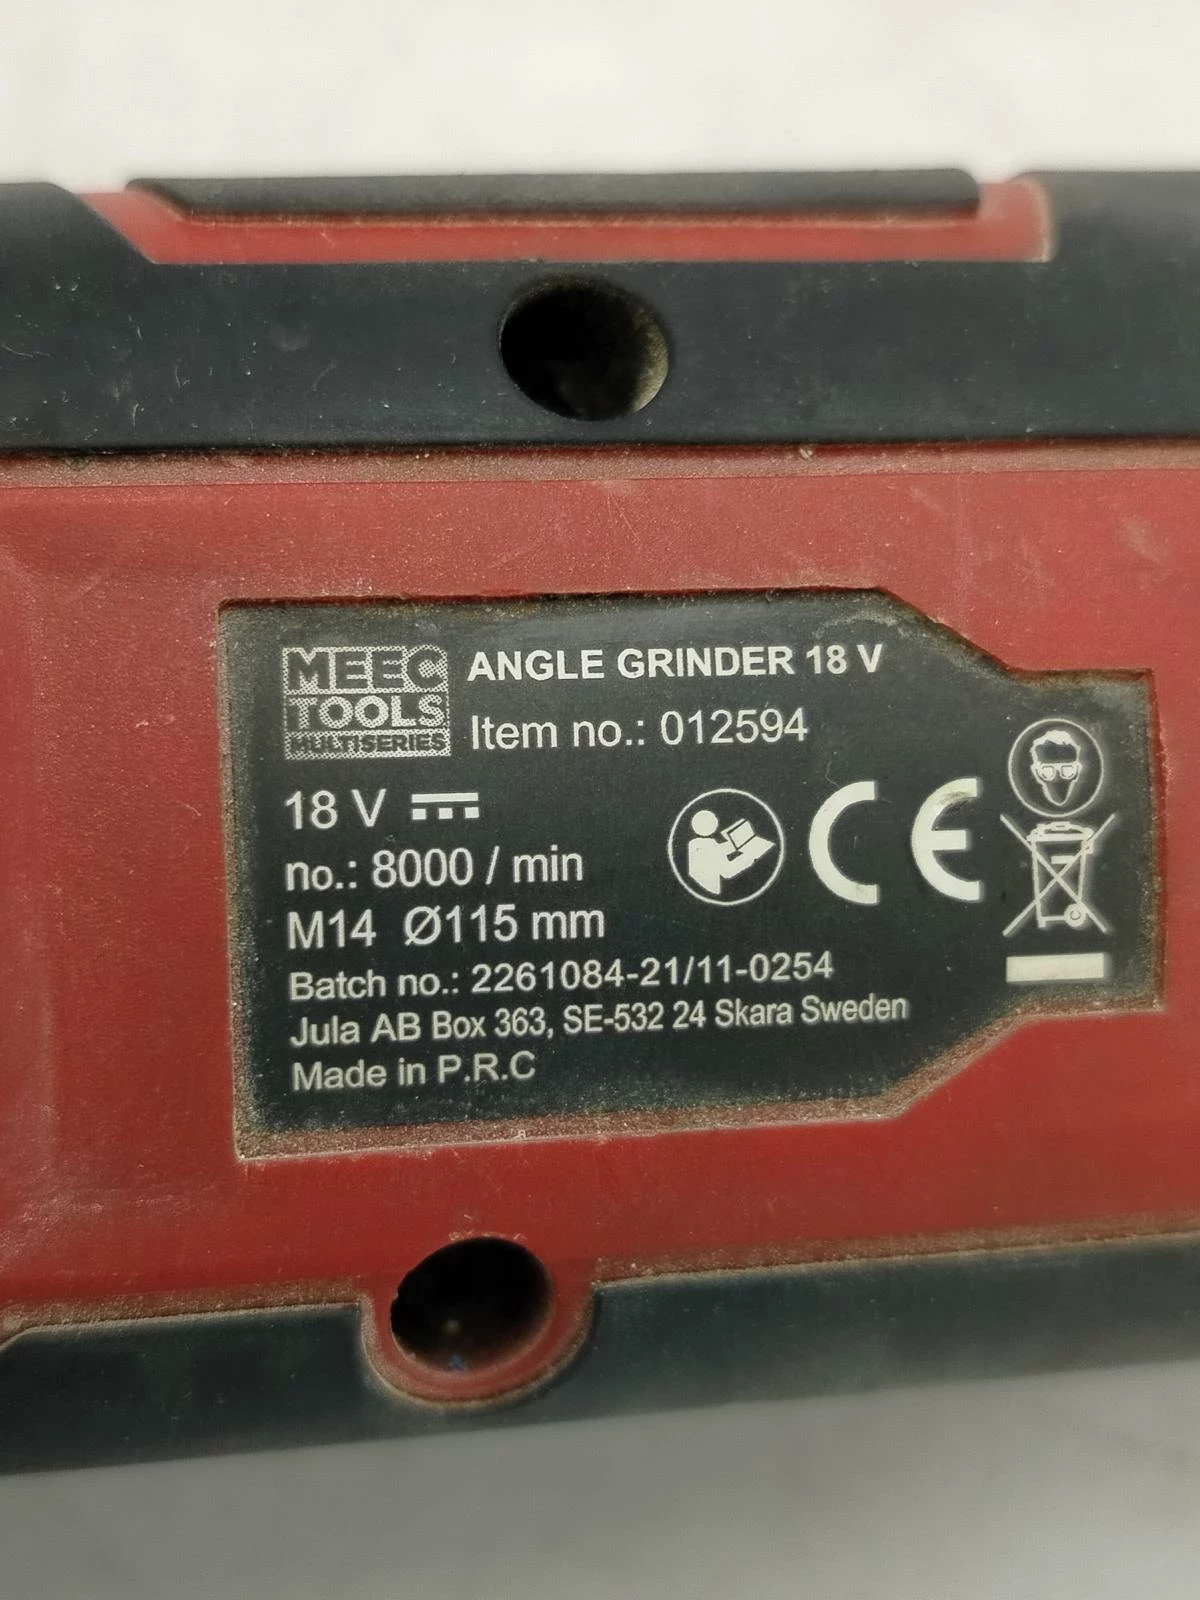 MEEC
TOOLS
MULTISERIES
ANGLE GRINDER 18 V
Item no.: 012594
18 V
no.: 8000 / min
M14 Ø115 mm
Batch no.: 2261084-21/11-0254
Jula AB Box 363, SE-532 24 Skara Sweden
Made in P.R.C
CE